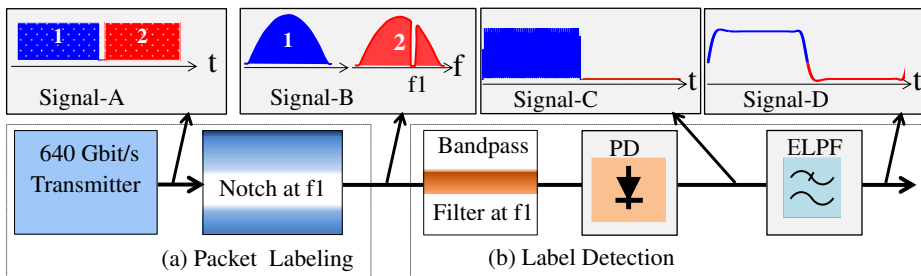 1
2
t
Signal-A
1
2
f
f1
Signal-B
t
Signal-C
t
Signal-D
640 Gbit/s
Transmitter
Notch at f1
(a) Packet Labeling
Bandpass
Filter at f1
PD
ELPF
(b) Label Detection